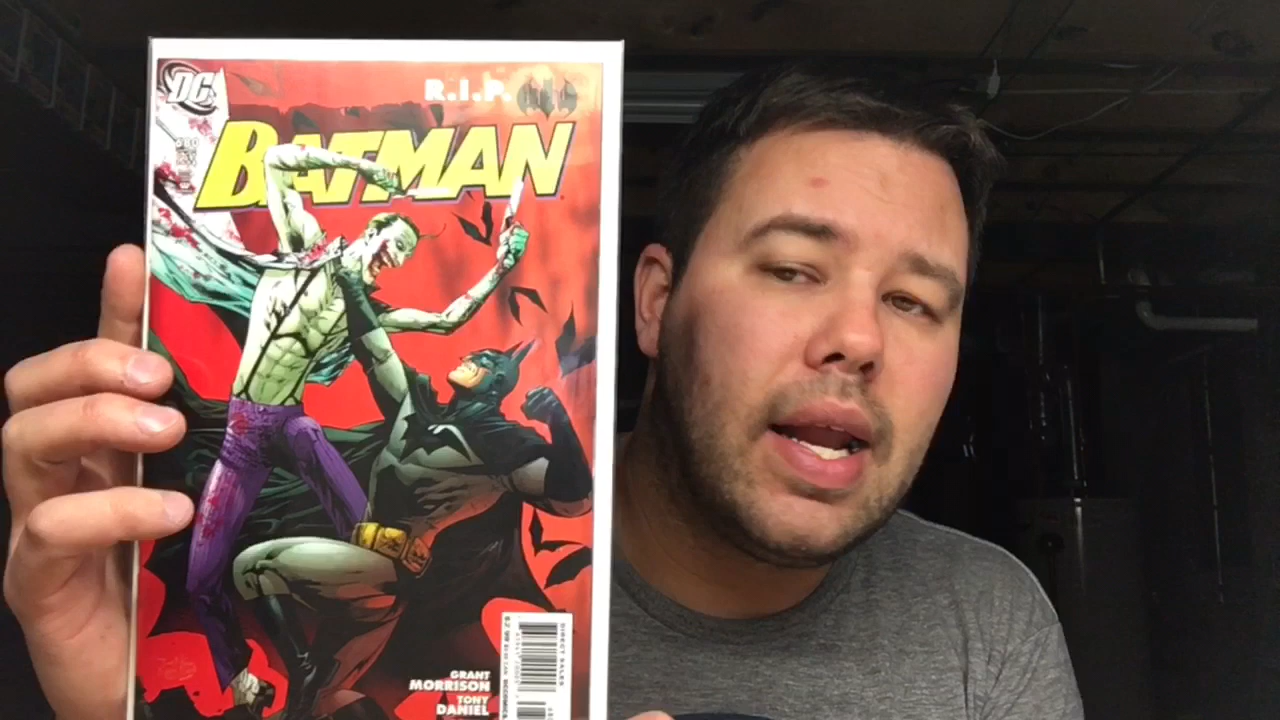 DC
R.I.P.
BATMAN
GRANT
MORRISON
TONY
DANIEL
DIRECT SALES